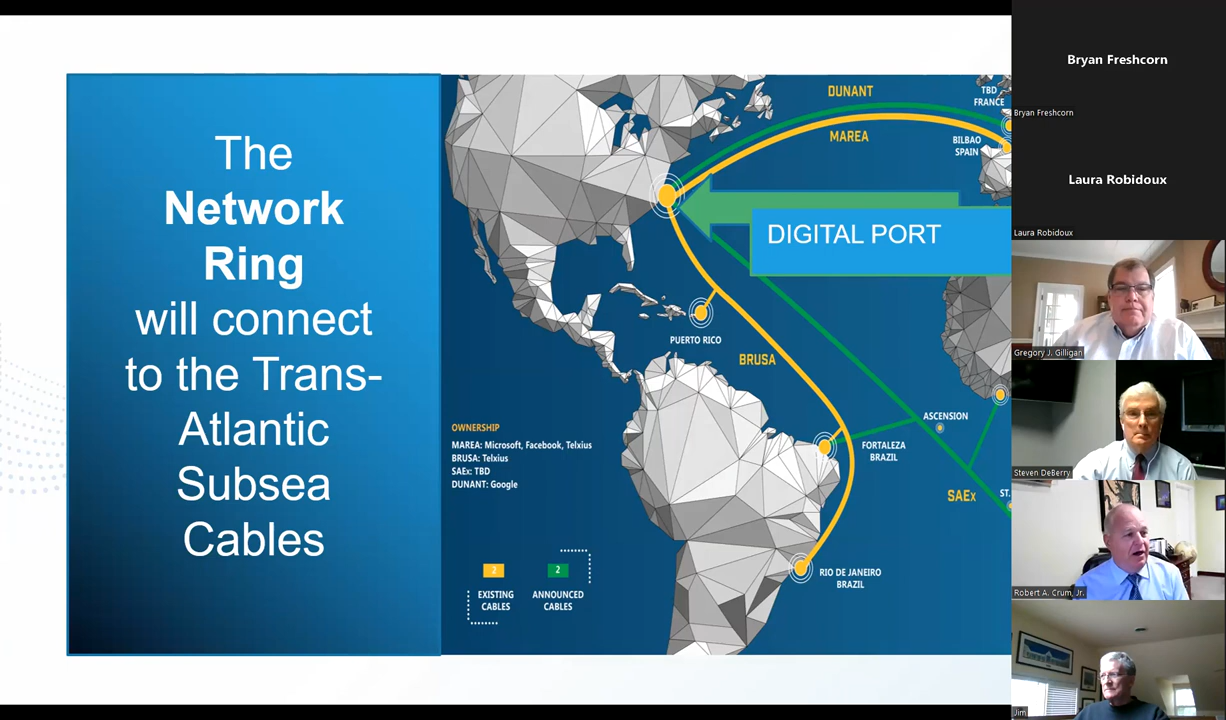 The
Network
Ring
will connect
to the Trans-
Atlantic
Subsea
Cables
DUNANT
MAREA
TBD
FRANCE
BILBAO
SPAIN
DIGITAL PORT
PUERTO RICO
BRUSA
ASCENSION
FORTALEZA
BRAZIL
SAEx
ST.
RIO DE JANEIRO
BRAZIL
OWNERSHIP
MAREA: Microsoft, Facebook, Telxius
BRUSA: Telxius
SAEx: TBD
DUNANT: Google
2
EXISTING
CABLES
2
ANNOUNCED
CABLES
Bryan Freshcorn
Bryan Freshcorn
Laura Robidoux
Laura Robidoux
Gregory J. Gilligan
Steven DeBerry
Robert A. Crum, Jr.
Jim